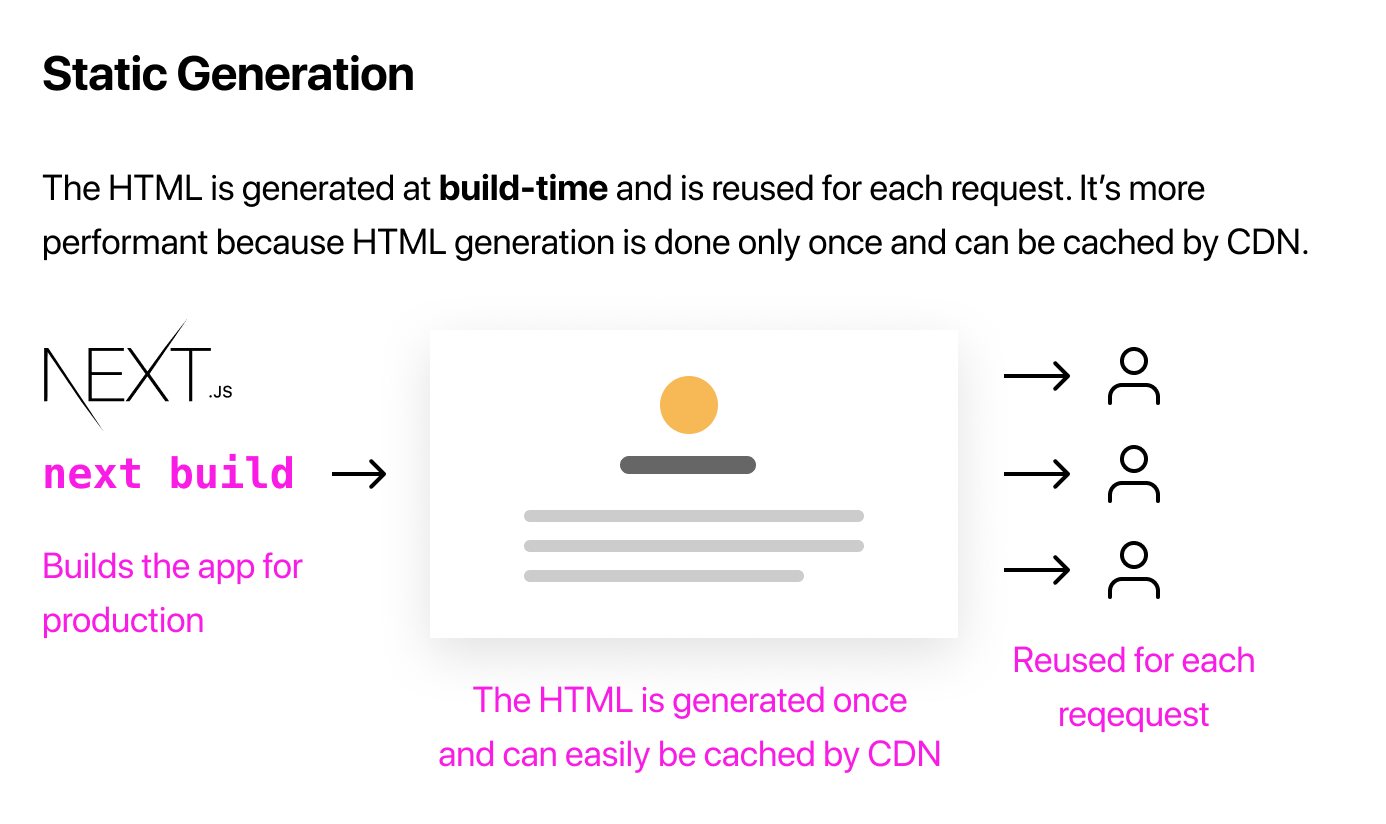 Static Generation
The HTML is generated at build-time and is reused for each request. It’s more
performant because HTML generation is done only once and can be cached by CDN.
NEXT.JS
next build
Builds the app for
production
The HTML is generated once
and can easily be cached by CDN
Reused for each
reqequest